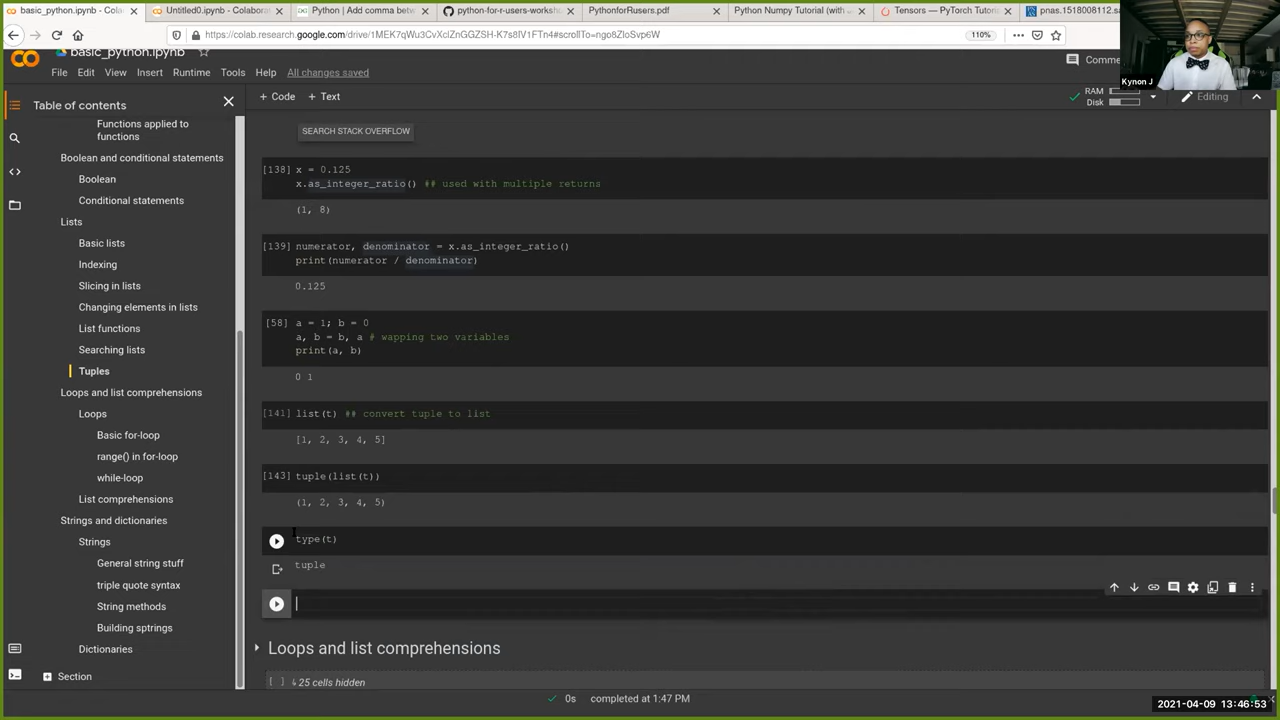 basic_python.ipynb - Colab
Untitled0.ipynb - Colaborat
Python | Add comma betw
python-for-r-users-worksh
PythonforRusers.pdf
Python Numpy Tutorial (with
Tensors — PyTorch Tutor
pnas.1518008112.sa
https://colab.research.google.com/drive/1MEK7qWu3CvXclZnGGZSH-K7s8IV1FTn4#scrollTo=ngo8ZIoSvp6W
110%
Kynon J
basic_python.ipynb
File Edit View Insert Runtime Tools Help All changes saved
Comme
Table of contents
+ Code + Text
RAM
Disk
Editing
Functions applied to
functions
Boolean and conditional statements
Boolean
Conditional statements
Lists
Basic lists
Indexing
Slicing in lists
Changing elements in lists
List functions
Searching lists
Tuples
Loops and list comprehensions
Loops
Basic for-loop
range() in for-loop
while-loop
List comprehensions
Strings and dictionaries
Strings
General string stuff
triple quote syntax
String methods
Building sptrings
Dictionaries
Section
SEARCH STACK OVERFLOW
[138] x = 0.125
x.as_integer_ratio() ## used with multiple returns
(1, 8)
[139] numerator, denominator = x.as_integer_ratio()
print(numerator / denominator)
0.125
[58] a = 1; b = 0
a, b = b, a # wapping two variables
print(a, b)
0 1
[141] list(t) ## convert tuple to list
[1, 2, 3, 4, 5]
[143] tuple(list(t))
(1, 2, 3, 4, 5)
type(t)
tuple
Loops and list comprehensions
[ ] ↳ 25 cells hidden
0s completed at 1:47 PM
2021-04-09 13:46:53